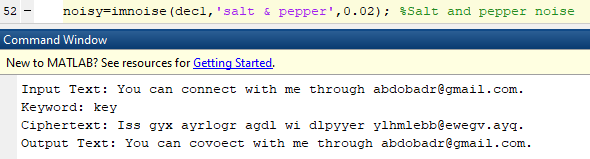 52 – noisy=imnoise(decl,'salt & pepper',0.02); %Salt and pepper noise
Command Window
New to MATLAB? See resources for Getting Started.
Input Text: You can connect with me through abdobadr@gmail.com.
Keyword: key
Ciphertext: Iss gyx ayrlogr agdl wi dlpyyer ylhmlebb@ewegv.ayq.
Output Text: You can covoect with me through abdobadr@gmail.com.